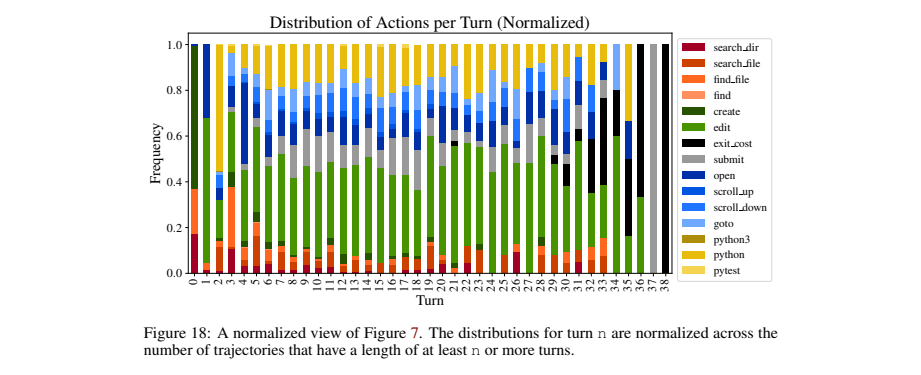 Distribution of Actions per Turn (Normalized)
Frequency
1.0
0.8
0.6
0.4
0.2
0.0
0 1 2 3 4 5 6 7 8 9 10 11 12 13 14 15 16 17 18 19 20 21 22 23 24 25 26 27 28 29 30 31 32 33 34 35 36 37 38
Turn
search_dir
search_file
find_file
find
create
edit
exit_cost
submit
open
scroll_up
scroll_down
goto
python3
python
pytest
Figure 18: A normalized view of Figure 7. The distributions for turn n are normalized across the
number of trajectories that have a length of at least n or more turns.